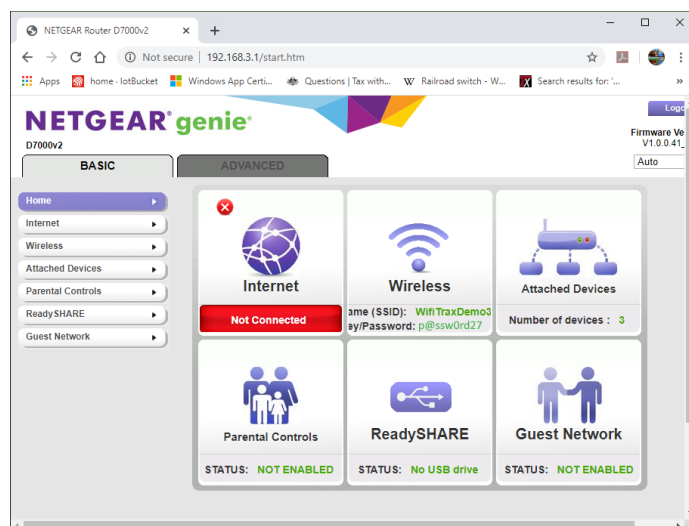 NETGEAR Router D7000v2
Not secure | 192.168.3.1/start.htm
Apps home - IotBucket Windows App Certi... Questions | Tax with... Railroad switch - W... Search results for: '... »
NETGEAR® genie®
D7000v2
Logo
Firmware Ve
V1.0.0.41_
Auto
BASIC
ADVANCED
Home
Internet
Wireless
Attached Devices
Parental Controls
ReadySHARE
Guest Network
Internet
Not Connected
Wireless
ame (SSID): WifiTraxDemo3
ey/Password: p@ssw0rd27
Attached Devices
Number of devices : 3
Parental Controls
STATUS: NOT ENABLED
ReadySHARE
STATUS: No USB drive
Guest Network
STATUS: NOT ENABLED